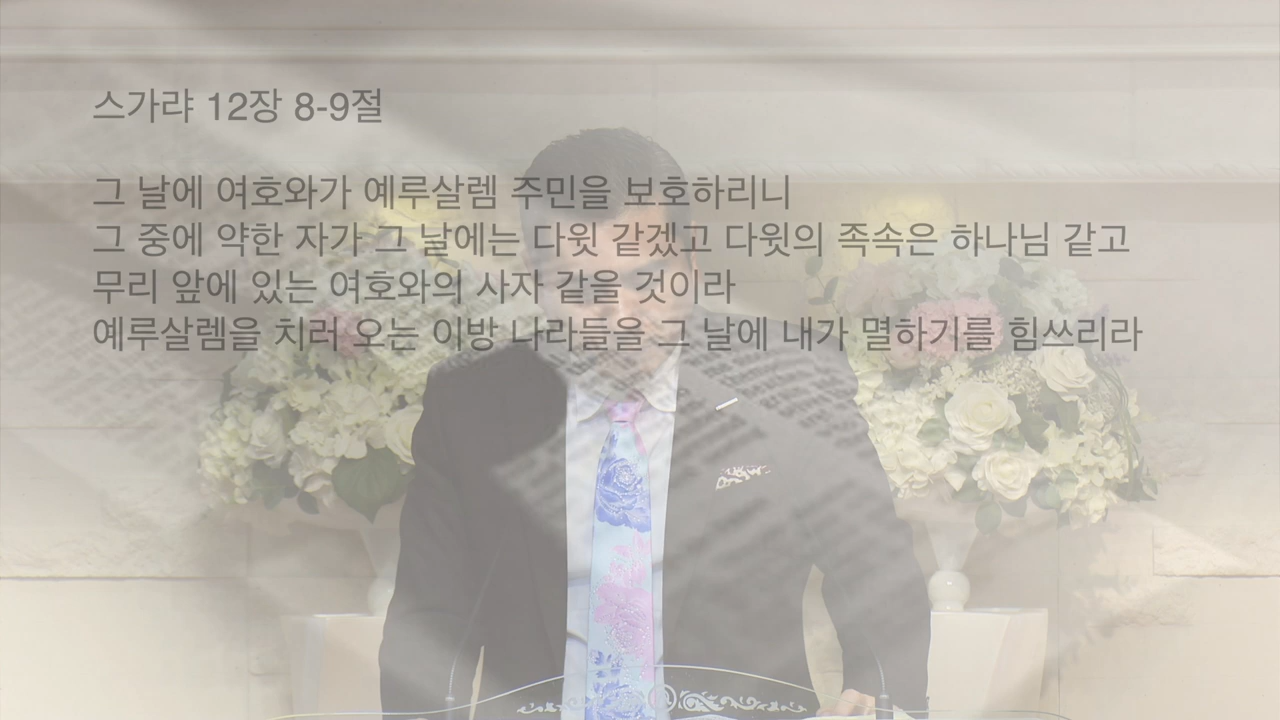 스가랴 12장 8-9절
그 날에 여호와가 예루살렘 주민을 보호하리니
그 중에 약한 자가 그 날에는 다윗 같겠고 다윗의 족속은 하나님 같고
무리 앞에 있는 여호와의 사자 같을 것이라
예루살렘을 치러 오는 이방 나라들을 그 날에 내가 멸하기를 힘쓰리라